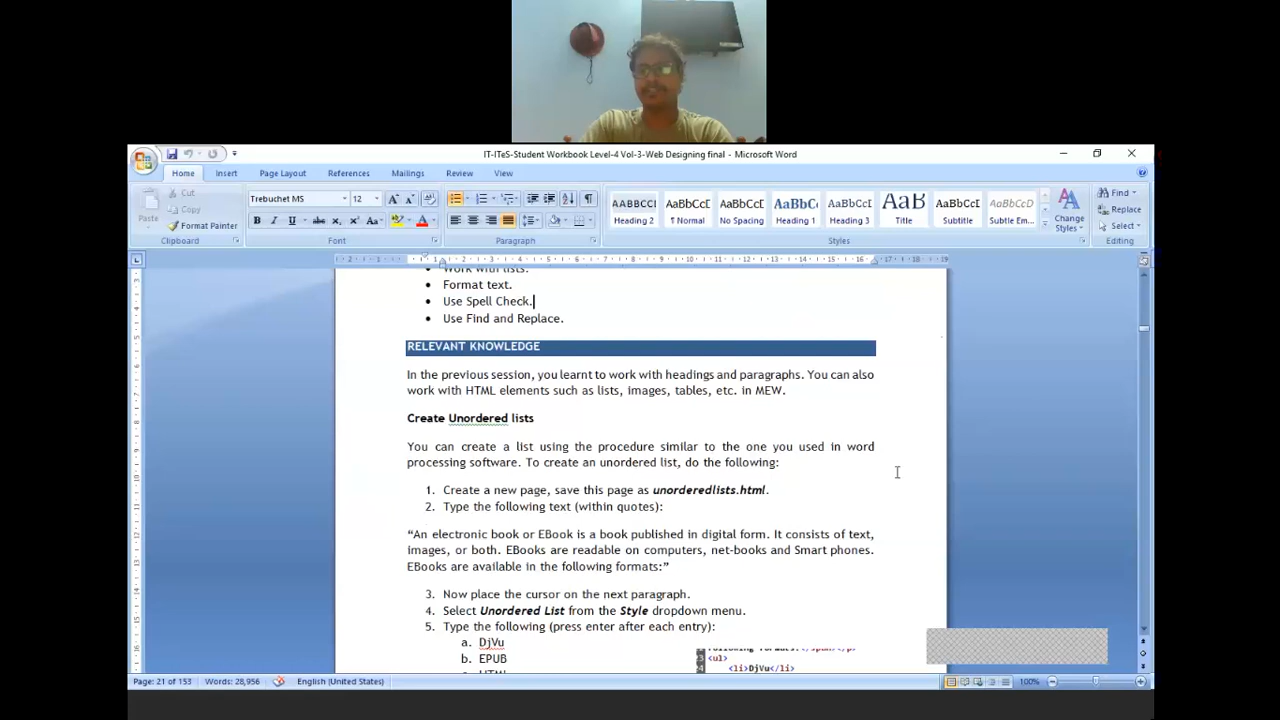 IT-ITeS-Student Workbook Level-4 Vol-3-Web Designing final - Microsoft Word
Home Insert Page Layout References Mailings Review View
Cut
Copy
Paste
Format Painter
Clipboard
Trebuchet MS 12
Font
Paragraph
AABBCC AaBbCcD AaBbCcD AaBbC AaBbCcD AaB AaBbCcD AaBbCcD
Heading 2 ¶ Normal No Spacing Heading 1 Heading 3 Title Subtitle Subtle Em...
Change Styles
Styles
Find
Replace
Select
Editing
• Work with lists.
• Format text.
• Use Spell Check.
• Use Find and Replace.
RELEVANT KNOWLEDGE
In the previous session, you learnt to work with headings and paragraphs. You can also
work with HTML elements such as lists, images, tables, etc. in MEW.
Create Unordered lists
You can create a list using the procedure similar to the one you used in word
processing software. To create an unordered list, do the following:
1. Create a new page, save this page as unorderedlists.html.
2. Type the following text (within quotes):
“An electronic book or EBook is a book published in digital form. It consists of text,
images, or both. EBooks are readable on computers, net-books and Smart phones.
EBooks are available in the following formats:”
3. Now place the cursor on the next paragraph.
4. Select Unordered List from the Style dropdown menu.
5. Type the following (press enter after each entry):
a. DjVu
b. EPUB
<ul>
<li>DjVu</li>
Page: 21 of 153 Words: 28,956 English (United States) 100%